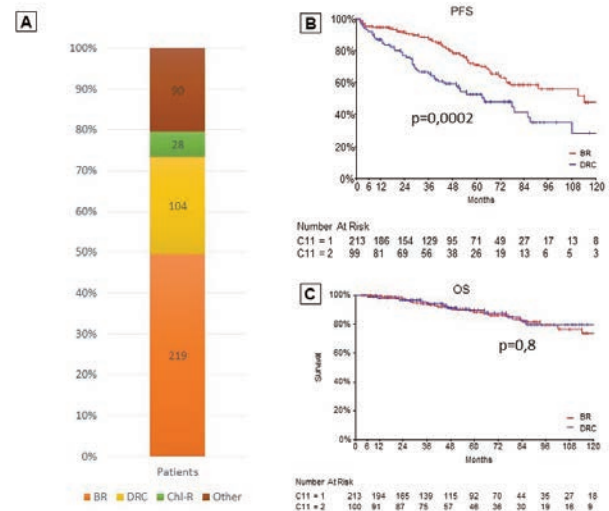 A
100%
90%
80%
70%
60%
50%
40%
30%
20%
10%
0%
90
28
104
219
Patients
BR DRC Chl-R Other
B
PFS
100%
80%
60%
40%
20%
0%
p=0,0002
BR
DRC
0 6 12 24 36 48 60 72 84 96 108 120
Months
Number At Risk
C11 = 1 213 186 154 129 95 71 49 27 17 13 8
C11 = 2 99 81 69 56 38 26 19 13 6 5 3
C
OS
100%
80%
60%
40%
80%
0%
Survival
p=0,8
BR
DRC
0 6 12 24 36 48 60 72 84 96 108 120
Months
Number At Risk
C11 = 1 213 194 165 139 115 92 70 44 35 27 18
C11 = 2 100 91 87 75 57 46 36 30 19 16 9